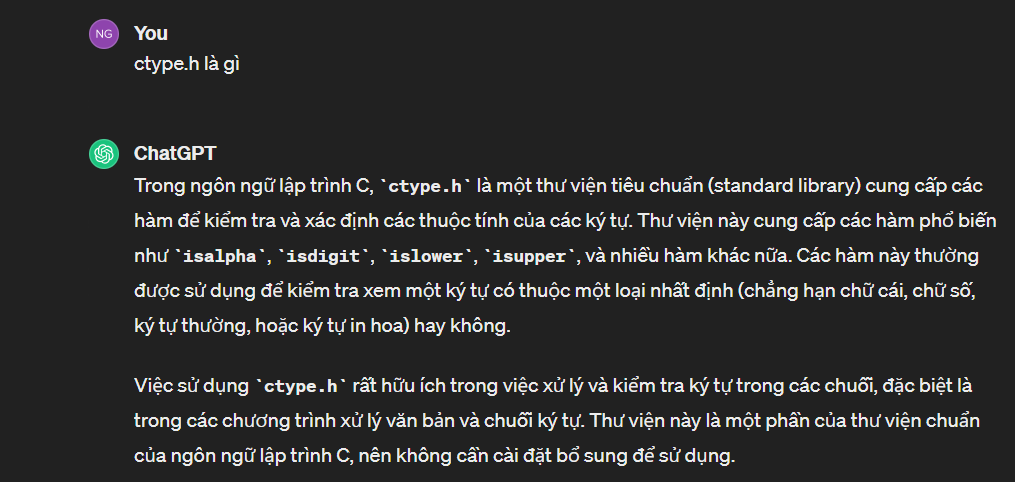 NG
You
ctype.h là gì
ChatGPT
Trong ngôn ngữ lập trình C, `ctype.h` là một thư viện tiêu chuẩn (standard library) cung cấp các
hàm để kiểm tra và xác định các thuộc tính của các ký tự. Thư viện này cung cấp các hàm phổ biến
như `isalpha`, `isdigit`, `islower`, `isupper`, và nhiều hàm khác nữa. Các hàm này thường
được sử dụng để kiểm tra xem một ký tự có thuộc một loại nhất định (chẳng hạn chữ cái, chữ số,
ký tự thường, hoặc ký tự in hoa) hay không.
Việc sử dụng `ctype.h` rất hữu ích trong việc xử lý và kiểm tra ký tự trong các chuỗi, đặc biệt là
trong các chương trình xử lý văn bản và chuỗi ký tự. Thư viện này là một phần của thư viện chuẩn
của ngôn ngữ lập trình C, nên không cần cài đặt bổ sung để sử dụng.